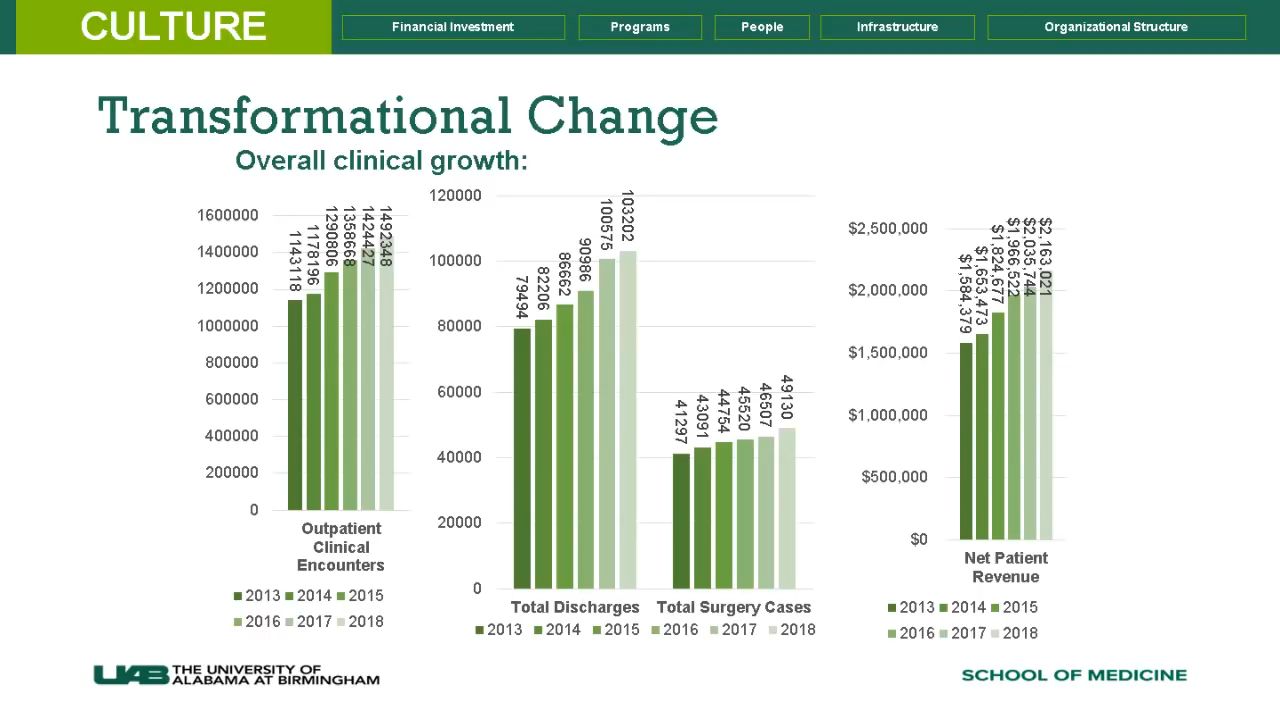 CULTURE
Financial Investment
Programs
People
Infrastructure
Organizational Structure
Transformational Change
Overall clinical growth:
1600000
1400000
1200000
1000000
800000
600000
400000
200000
0
1143118
1178196
1290806
1358668
1424427
1492348
Outpatient
Clinical
Encounters
2013 2014 2015
2016 2017 2018
120000
100000
80000
60000
40000
20000
0
79494
82206
86662
90986
100575
103202
41297
43091
44754
45520
46507
49130
Total Discharges
Total Surgery Cases
2013 2014 2015 2016 2017 2018
$2,500,000
$2,000,000
$1,500,000
$1,000,000
$500,000
$0
$1,584,379
$1,653,473
$1,824,677
$1,966,522
$2,035,744
$2,163,021
Net Patient
Revenue
2013 2014 2015
2016 2017 2018
UAB THE UNIVERSITY OF
ALABAMA AT BIRMINGHAM
SCHOOL OF MEDICINE